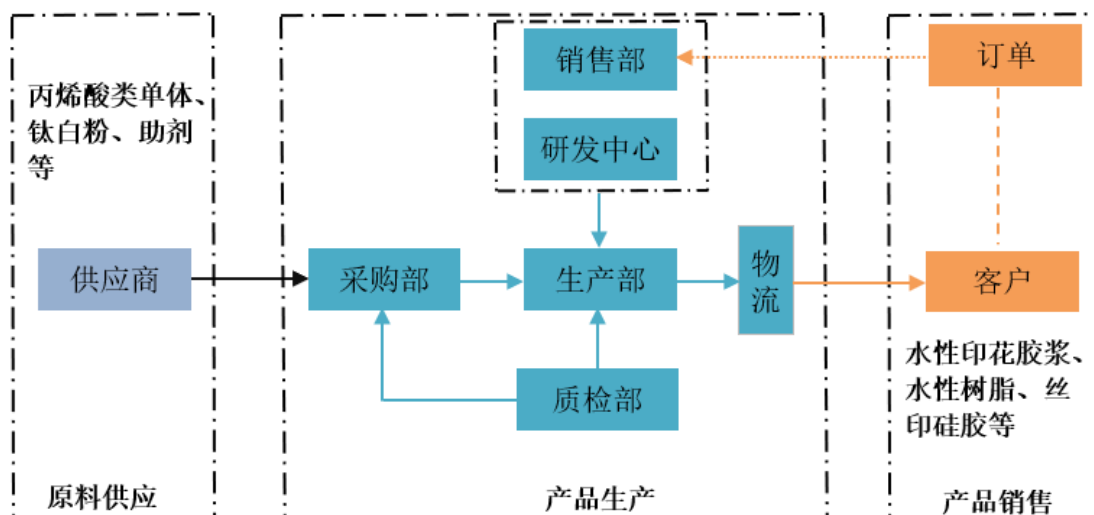 丙烯酸类单体、
钛白粉、助剂
等
供应商
原料供应
销售部
研发中心
采购部
生产部
物
流
质检部
产品生产
订单
客户
水性印花胶浆、
水性树脂、丝
印硅胶等
产品销售